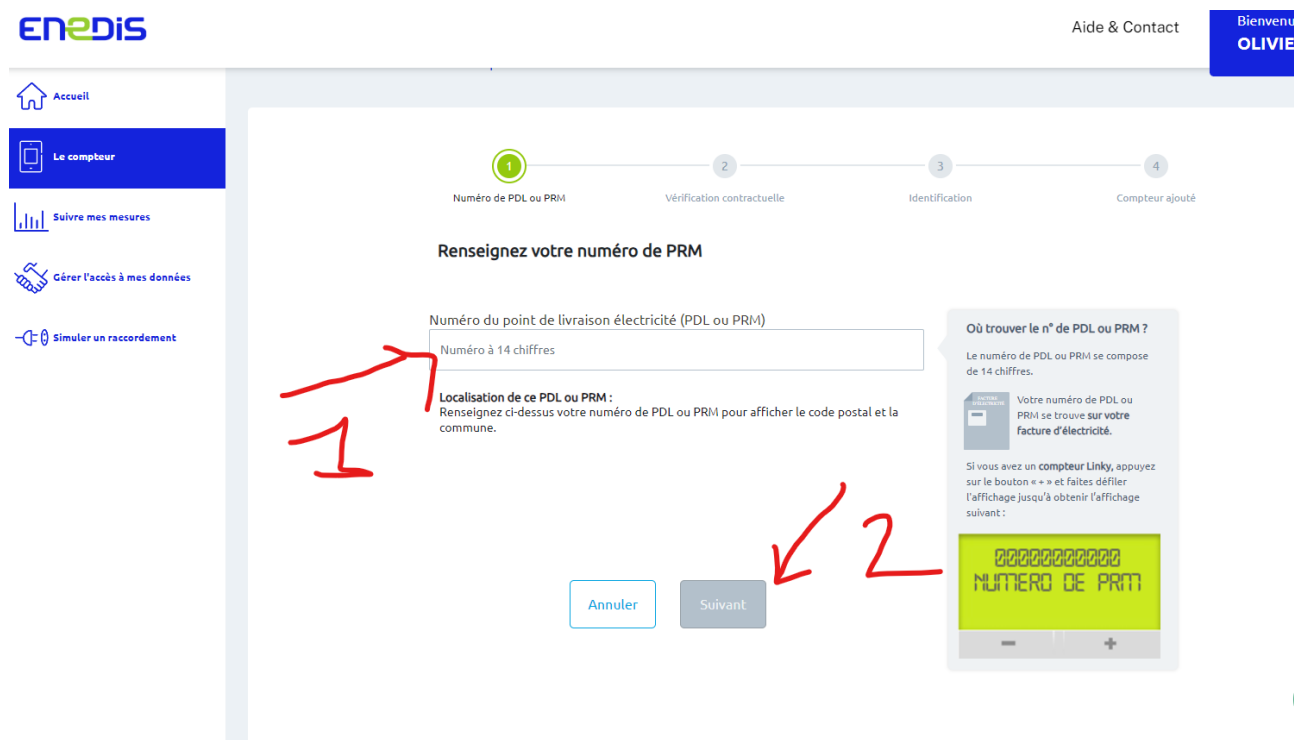 ENEDIS
Aide & Contact
Bienvenu
OLIVIE
Accueil
Le compteur
Suivre mes mesures
Gérer l'accès à mes données
Simuler un raccordement
1
2
3
4
Numéro de PDL ou PRM
Vérification contractuelle
Identification
Compteur ajouté
Renseignez votre numéro de PRM
Numéro du point de livraison électricité (PDL ou PRM)
Numéro à 14 chiffres
Localisation de ce PDL ou PRM :
Renseignez ci-dessus votre numéro de PDL ou PRM pour afficher le code postal et la
commune.
1
2
Annuler
Suivant
Où trouver le n° de PDL ou PRM ?
Le numéro de PDL ou PRM se compose
de 14 chiffres.
FACTURE
D'ÉLECTRICITÉ
Votre numéro de PDL ou
PRM se trouve sur votre
facture d'électricité.
Si vous avez un compteur Linky, appuyez
sur le bouton « + » et faites défiler
l'affichage jusqu'à obtenir l'affichage
suivant :
00000000000
NUMERO DE PRM
- +